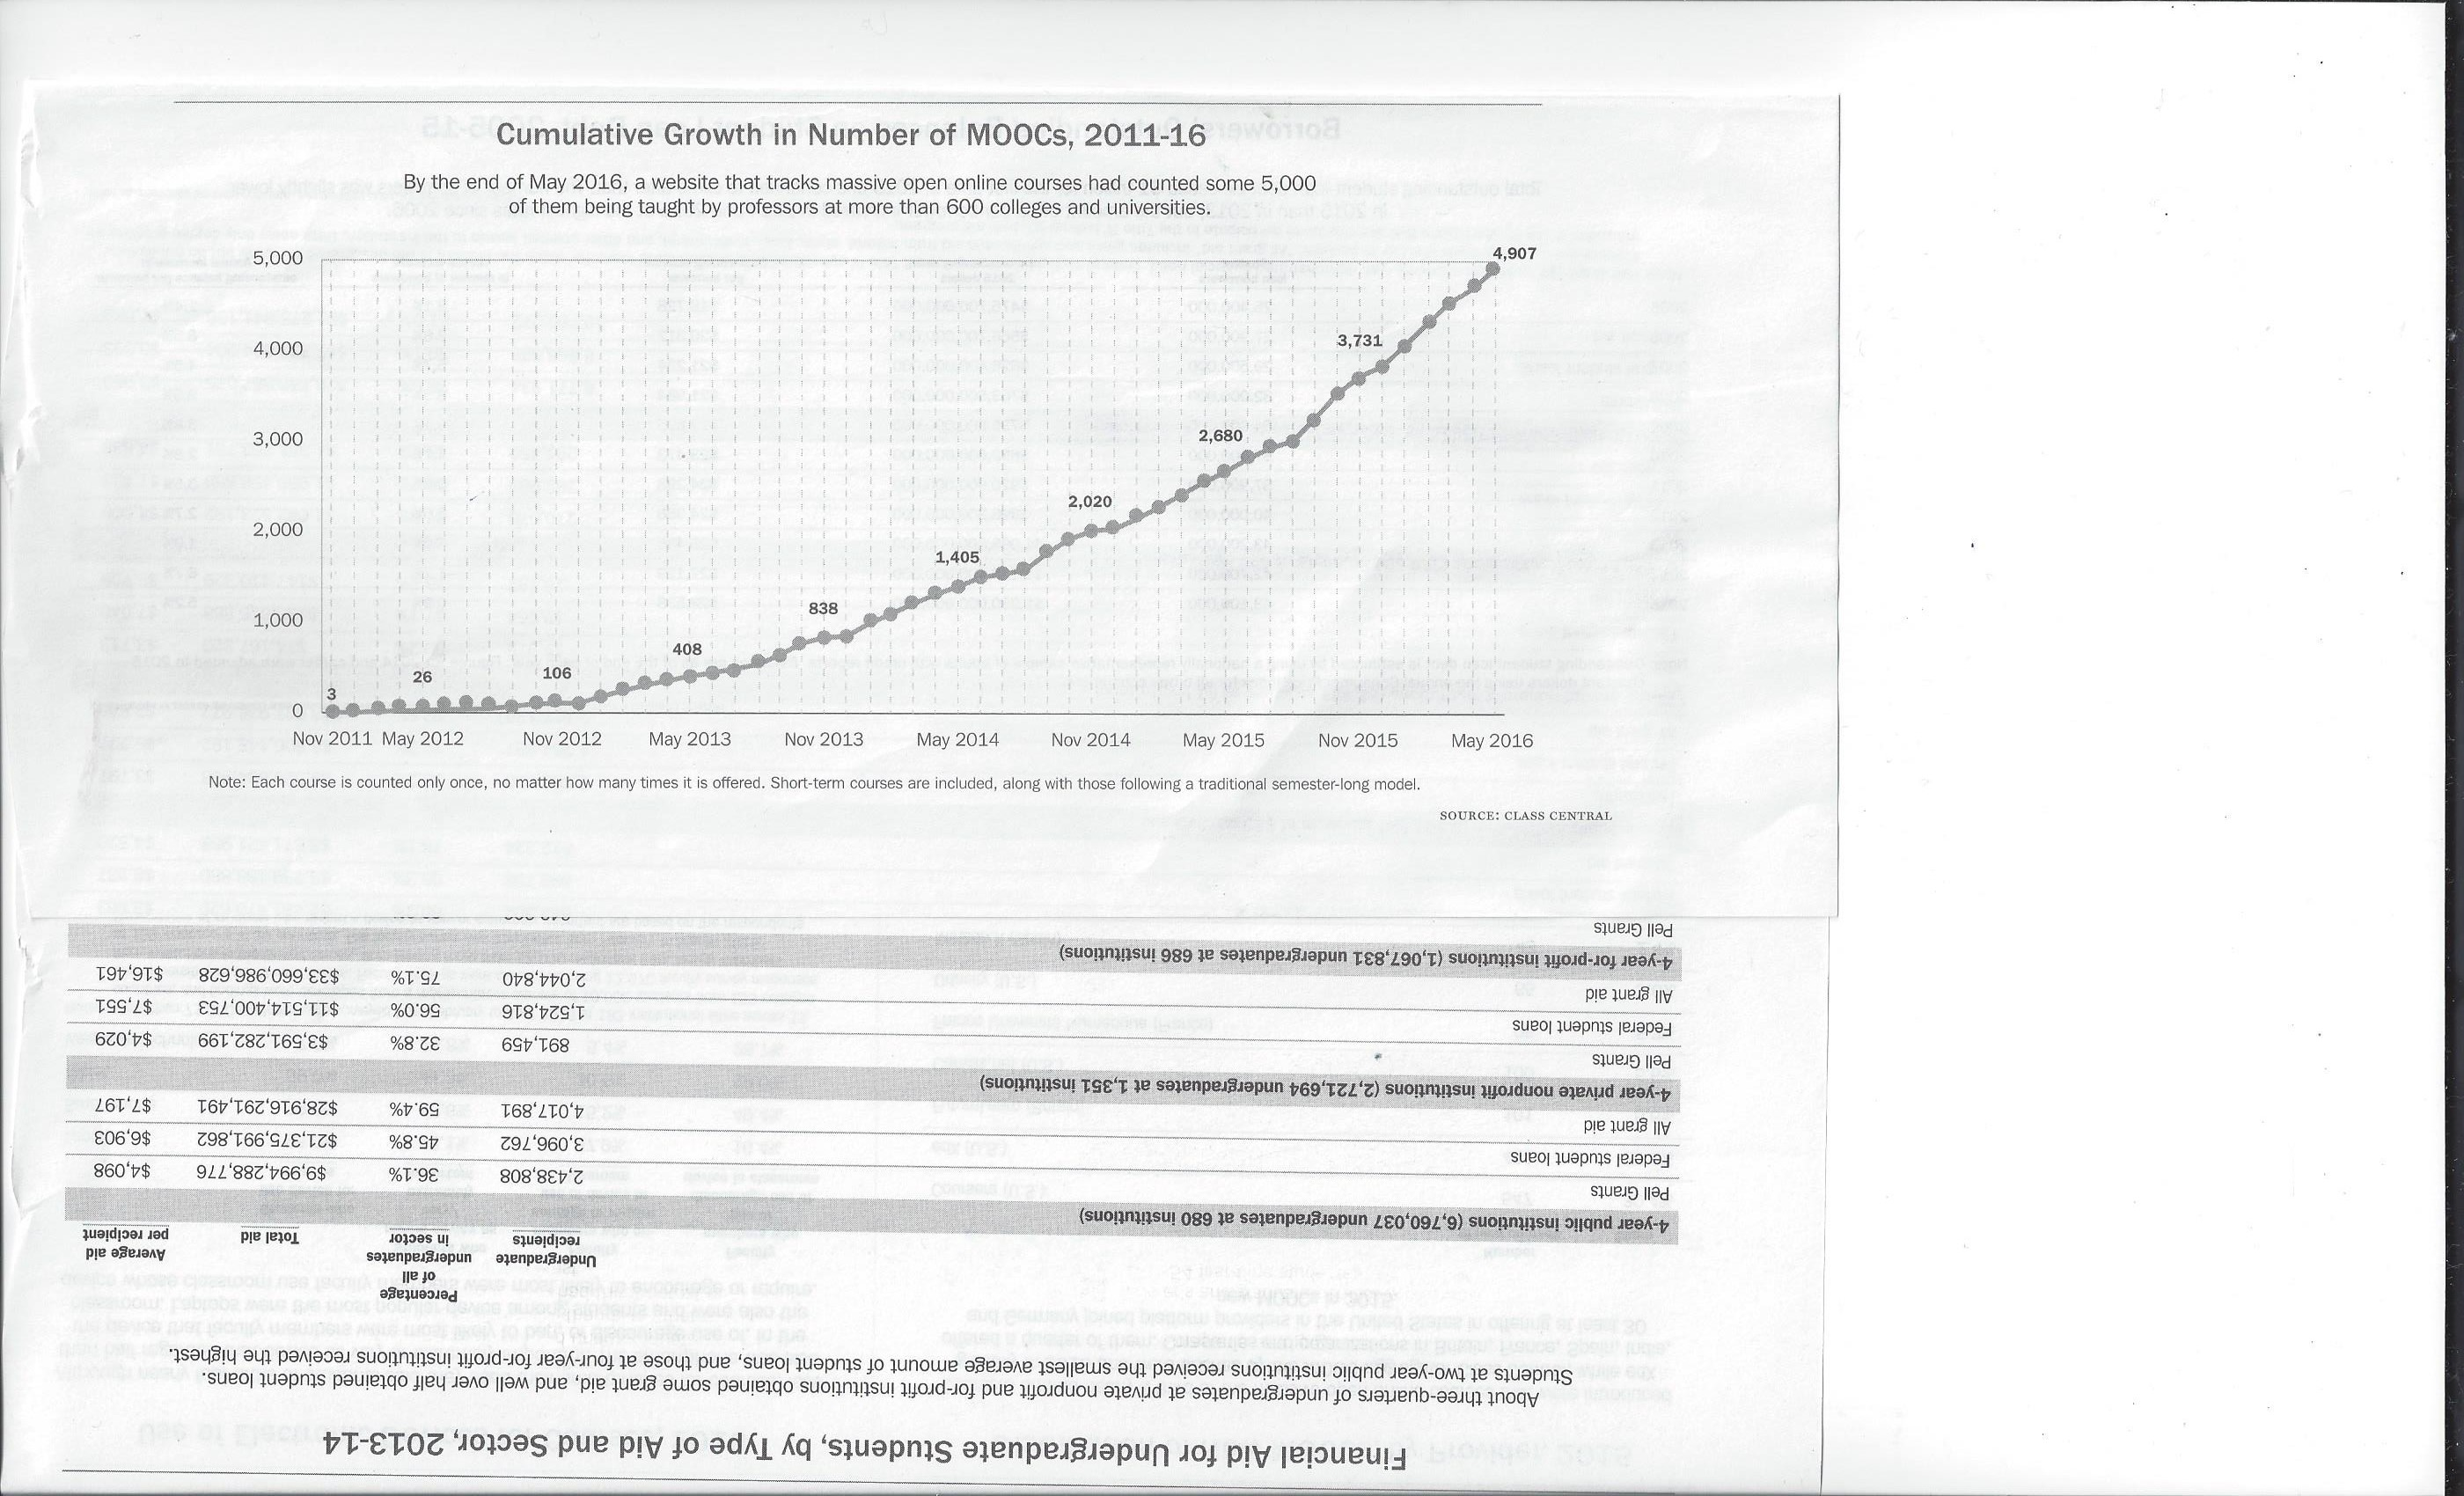 Cumulative Growth in Number of MOOCs, 2011-16
By the end of May 2016, a website that tracks massive open online courses had counted some 5,000
of them being taught by professors at more than 600 colleges and universities.
5,000
4,000
3,000
2,000
1,000
0
3
26
106
408
838
1,405
2,020
2,680
3,731
4,907
Nov 2011 May 2012 Nov 2012 May 2013 Nov 2013 May 2014 Nov 2014 May 2015 Nov 2015 May 2016
Note: Each course is counted only once, no matter how many times it is offered. Short-term courses are included, along with those following a traditional semester-long model.
SOURCE: CLASS CENTRAL
Financial Aid for Undergraduate Students, by Type of Aid and Sector, 2013-14
About three-quarters of undergraduates at private nonprofit and for-profit institutions obtained some grant aid, and well over half obtained student loans.
Students at two-year public institutions received the smallest average amount of student loans, and those at four-year for-profit institutions received the highest.
Undergraduate
recipients
Percentage
of all
undergraduates
in sector
Total aid
Average aid
per recipient
4-year public institutions (6,760,037 undergraduates at 680 institutions)
Pell Grants 2,438,808 36.1% $9,994,288,776 $4,098
Federal student loans 3,096,762 45.8% $21,375,991,862 $6,903
All grant aid 4,017,891 59.4% $28,916,291,491 $7,197
4-year private nonprofit institutions (2,721,694 undergraduates at 1,351 institutions)
Pell Grants 891,459 32.8% $3,591,282,199 $4,029
Federal student loans 1,524,816 56.0% $11,514,400,753 $7,551
All grant aid 2,044,840 75.1% $33,660,986,628 $16,461
4-year for-profit institutions (1,067,831 undergraduates at 686 institutions)
Pell Grants